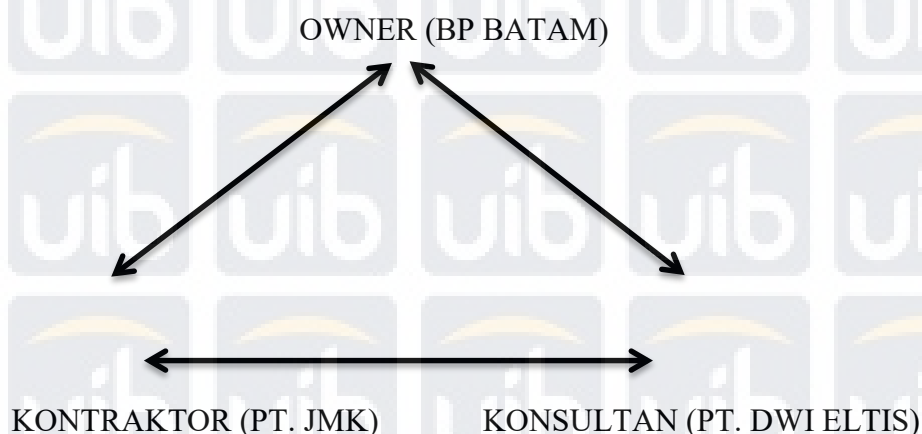 OWNER (BP BATAM)
KONTRAKTOR (PT. JMK) KONSULTAN (PT. DWI ELTIS)